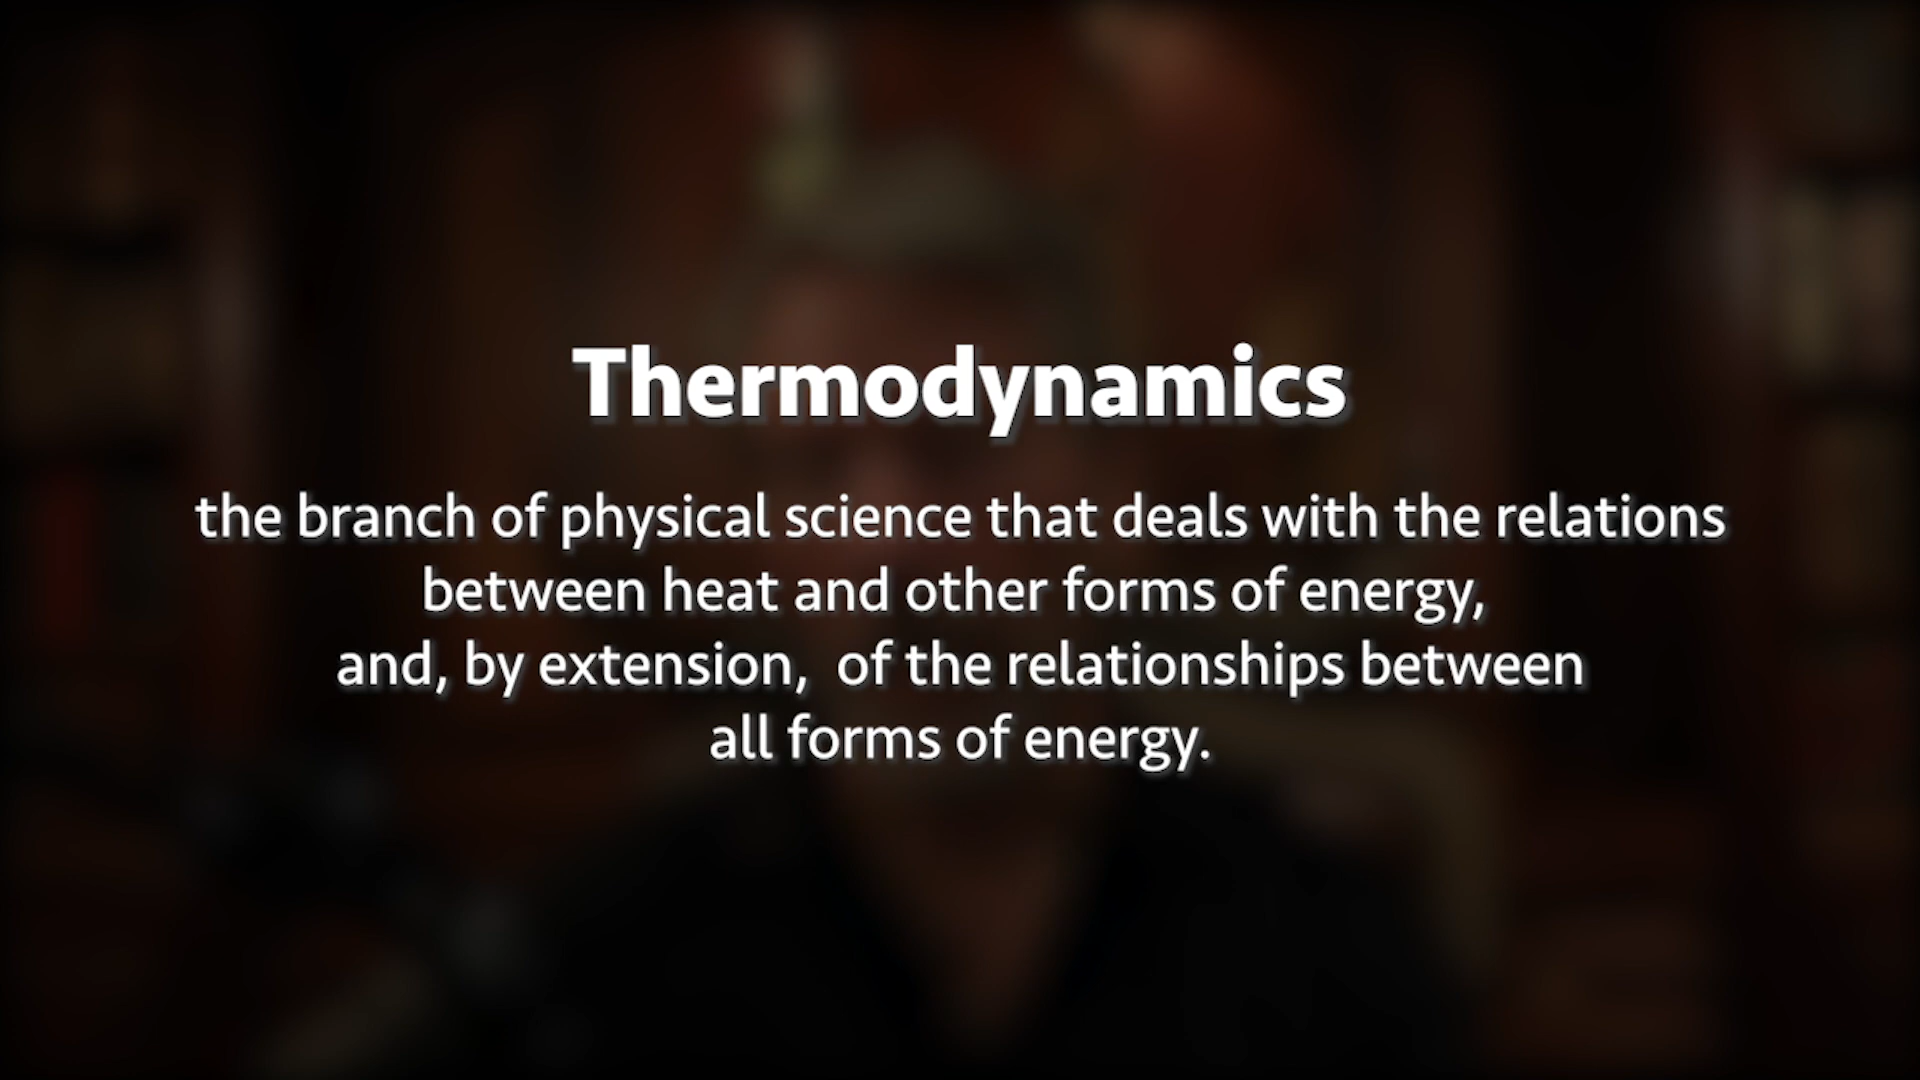 Thermodynamics
the branch of physical science that deals with the relations
between heat and other forms of energy,
and, by extension,  of the relationships between
all forms of energy.